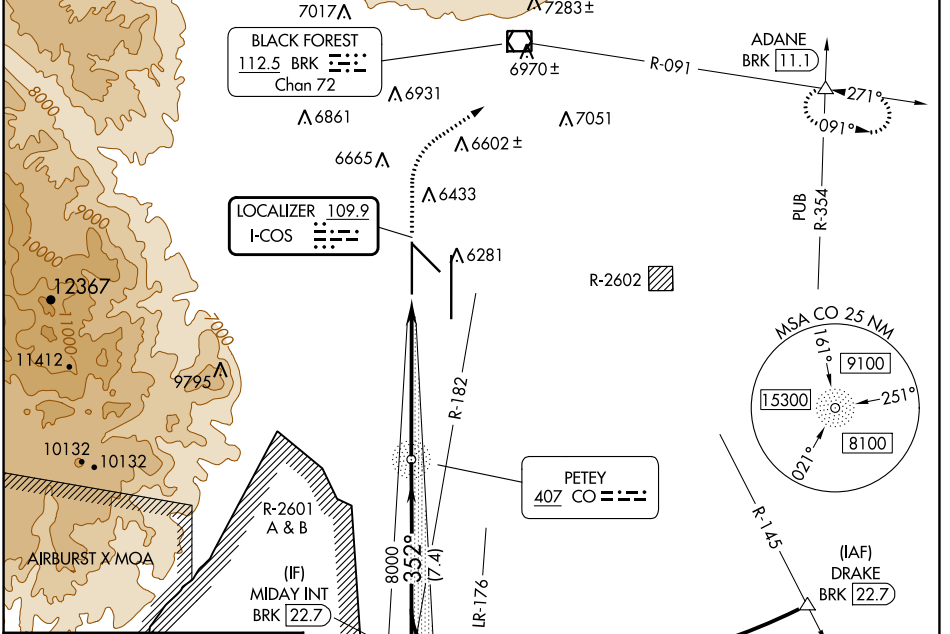 7017
7283±
BLACK FOREST
112.5 BRK
Chan 72
6970±
R-091
ADANE
BRK 11.1
271°
091°
8000
6931
6861
7051
6602±
6665
6433
PUB
R-354
LOCALIZER 109.9
I-COS
9000
10000
6281
R-2602
12367
11000
7000
11412
9795
R-182
MSA CO 25 NM
191°
9100
15300
251°
8100
021°
10132
10132
PETEY
407 CO
R-2601
A & B
R-145
AIRBURST X MOA
8000
352°
(7.4)
LR-176
(IF)
MIDAY INT
BRK 22.7
(IAF)
DRAKE
BRK 22.7